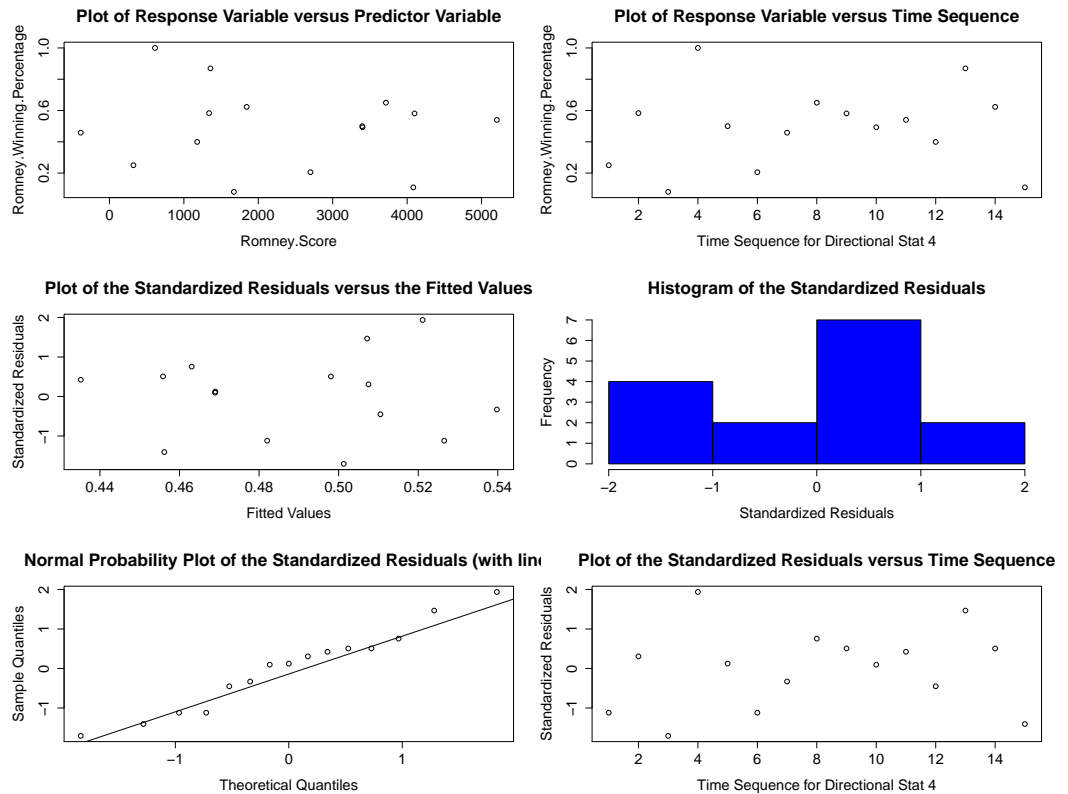 Plot of Response Variable versus Predictor Variable
Romney.Winning.Percentage
1.0
0.6
0.2
0 1000 2000 3000 4000 5000
Romney.Score
Plot of Response Variable versus Time Sequence
Romney.Winning.Percentage
1.0
0.6
0.2
2 4 6 8 10 12 14
Time Sequence for Directional Stat 4
Plot of the Standardized Residuals versus the Fitted Values
Standardized Residuals
2
1
0
−1
0.44 0.46 0.48 0.50 0.52 0.54
Fitted Values
Histogram of the Standardized Residuals
Frequency
7
6
5
4
3
2
1
0
−2 −1 0 1 2
Standardized Residuals
Normal Probability Plot of the Standardized Residuals (with line
Sample Quantiles
2
1
0
−1
−1 0 1
Theoretical Quantiles
Plot of the Standardized Residuals versus Time Sequence
Standardized Residuals
2
1
0
−1
2 4 6 8 10 12 14
Time Sequence for Directional Stat 4